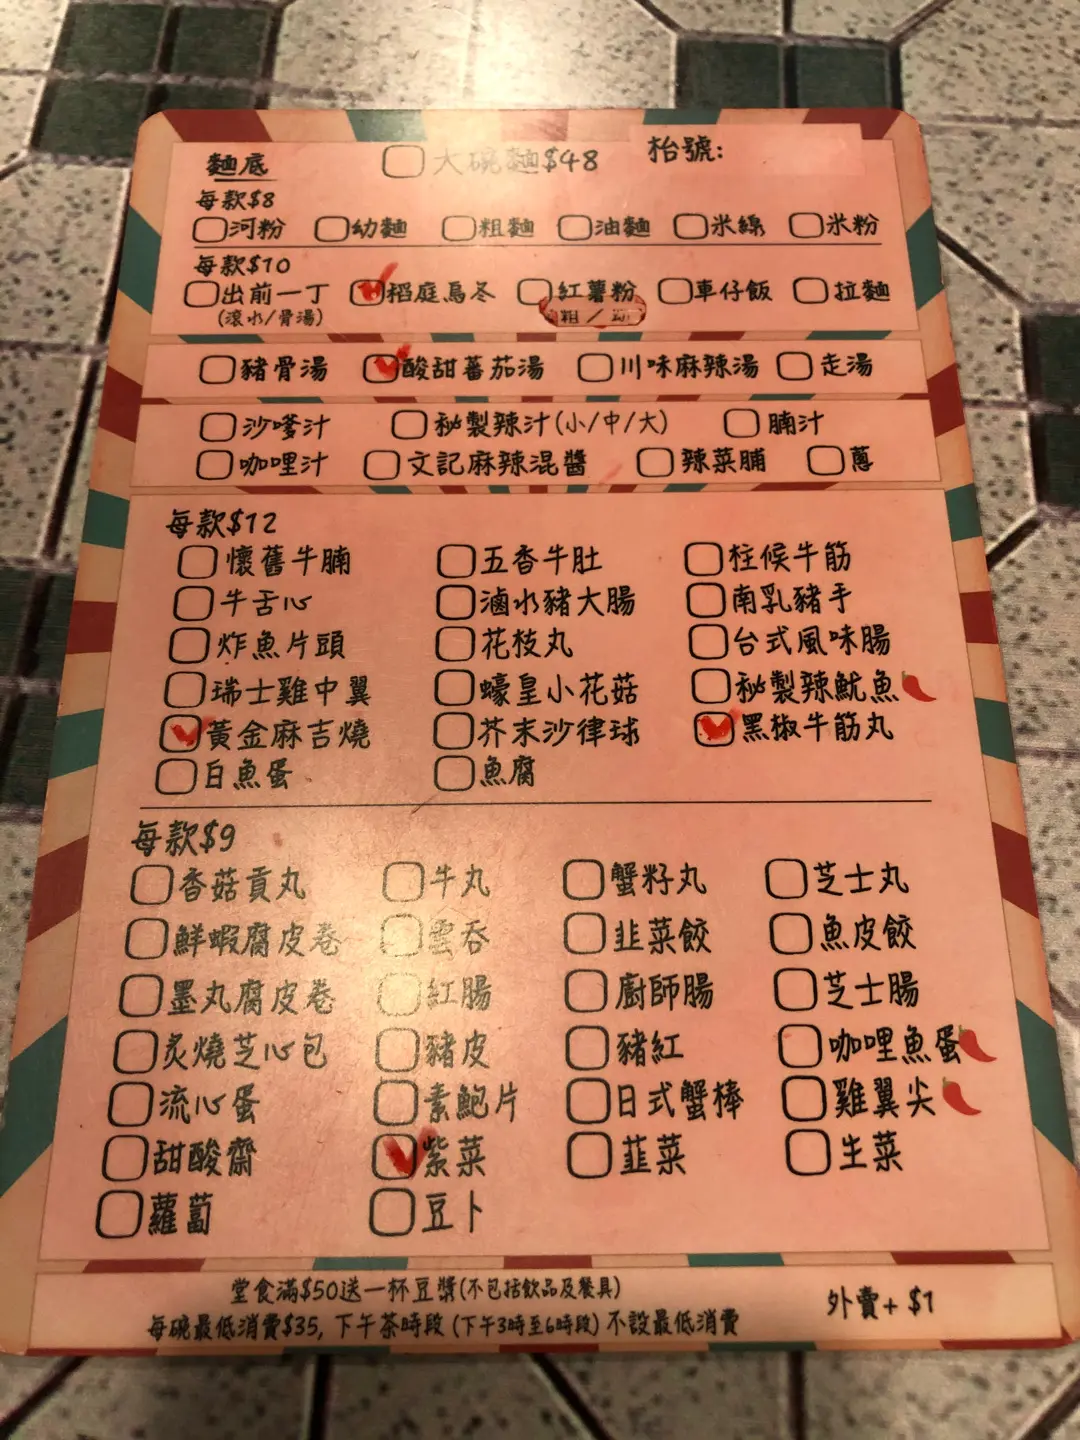 麵底 大碗麵$48 枱號:
每款$8
河粉 幼麵 粗麵 油麵 米線 米粉
每款$10
出前一丁 稻庭烏冬 紅薯粉 車仔飯 拉麵
(滾水/骨湯) 粗/幼
豬骨湯 酸甜蕃茄湯 川味麻辣湯 走湯
沙嗲汁 秘製辣汁(小/中/大) 腩汁
咖哩汁 文記麻辣混醬 辣菜脯 蔥
每款$12
懷舊牛腩 五香牛肚 柱候牛筋
牛舌心 滷水豬大腸 南乳豬手
炸魚片頭 花枝丸 台式風味腸
瑞士雞中翼 蠔皇小花菇 秘製辣魷魚
黃金麻吉燒 芥末沙律球 黑椒牛筋丸
白魚蛋 魚腐
每款$9
香菇貢丸 牛丸 蟹籽丸 芝士丸
鮮蝦腐皮卷 雲吞 韭菜餃 魚皮餃
墨丸腐皮卷 紅腸 廚師腸 芝士腸
炙燒芝心包 豬皮 豬紅 咖哩魚蛋
流心蛋 素鮑片 日式蟹棒 雞翼尖
甜酸齋 紫菜 韮菜 生菜
蘿蔔 豆卜
堂食滿$50送一杯豆漿(不包括飲品及餐具)
每碗最低消費$35, 下午茶時段(下午3時至6時段)不設最低消費
外賣+$1